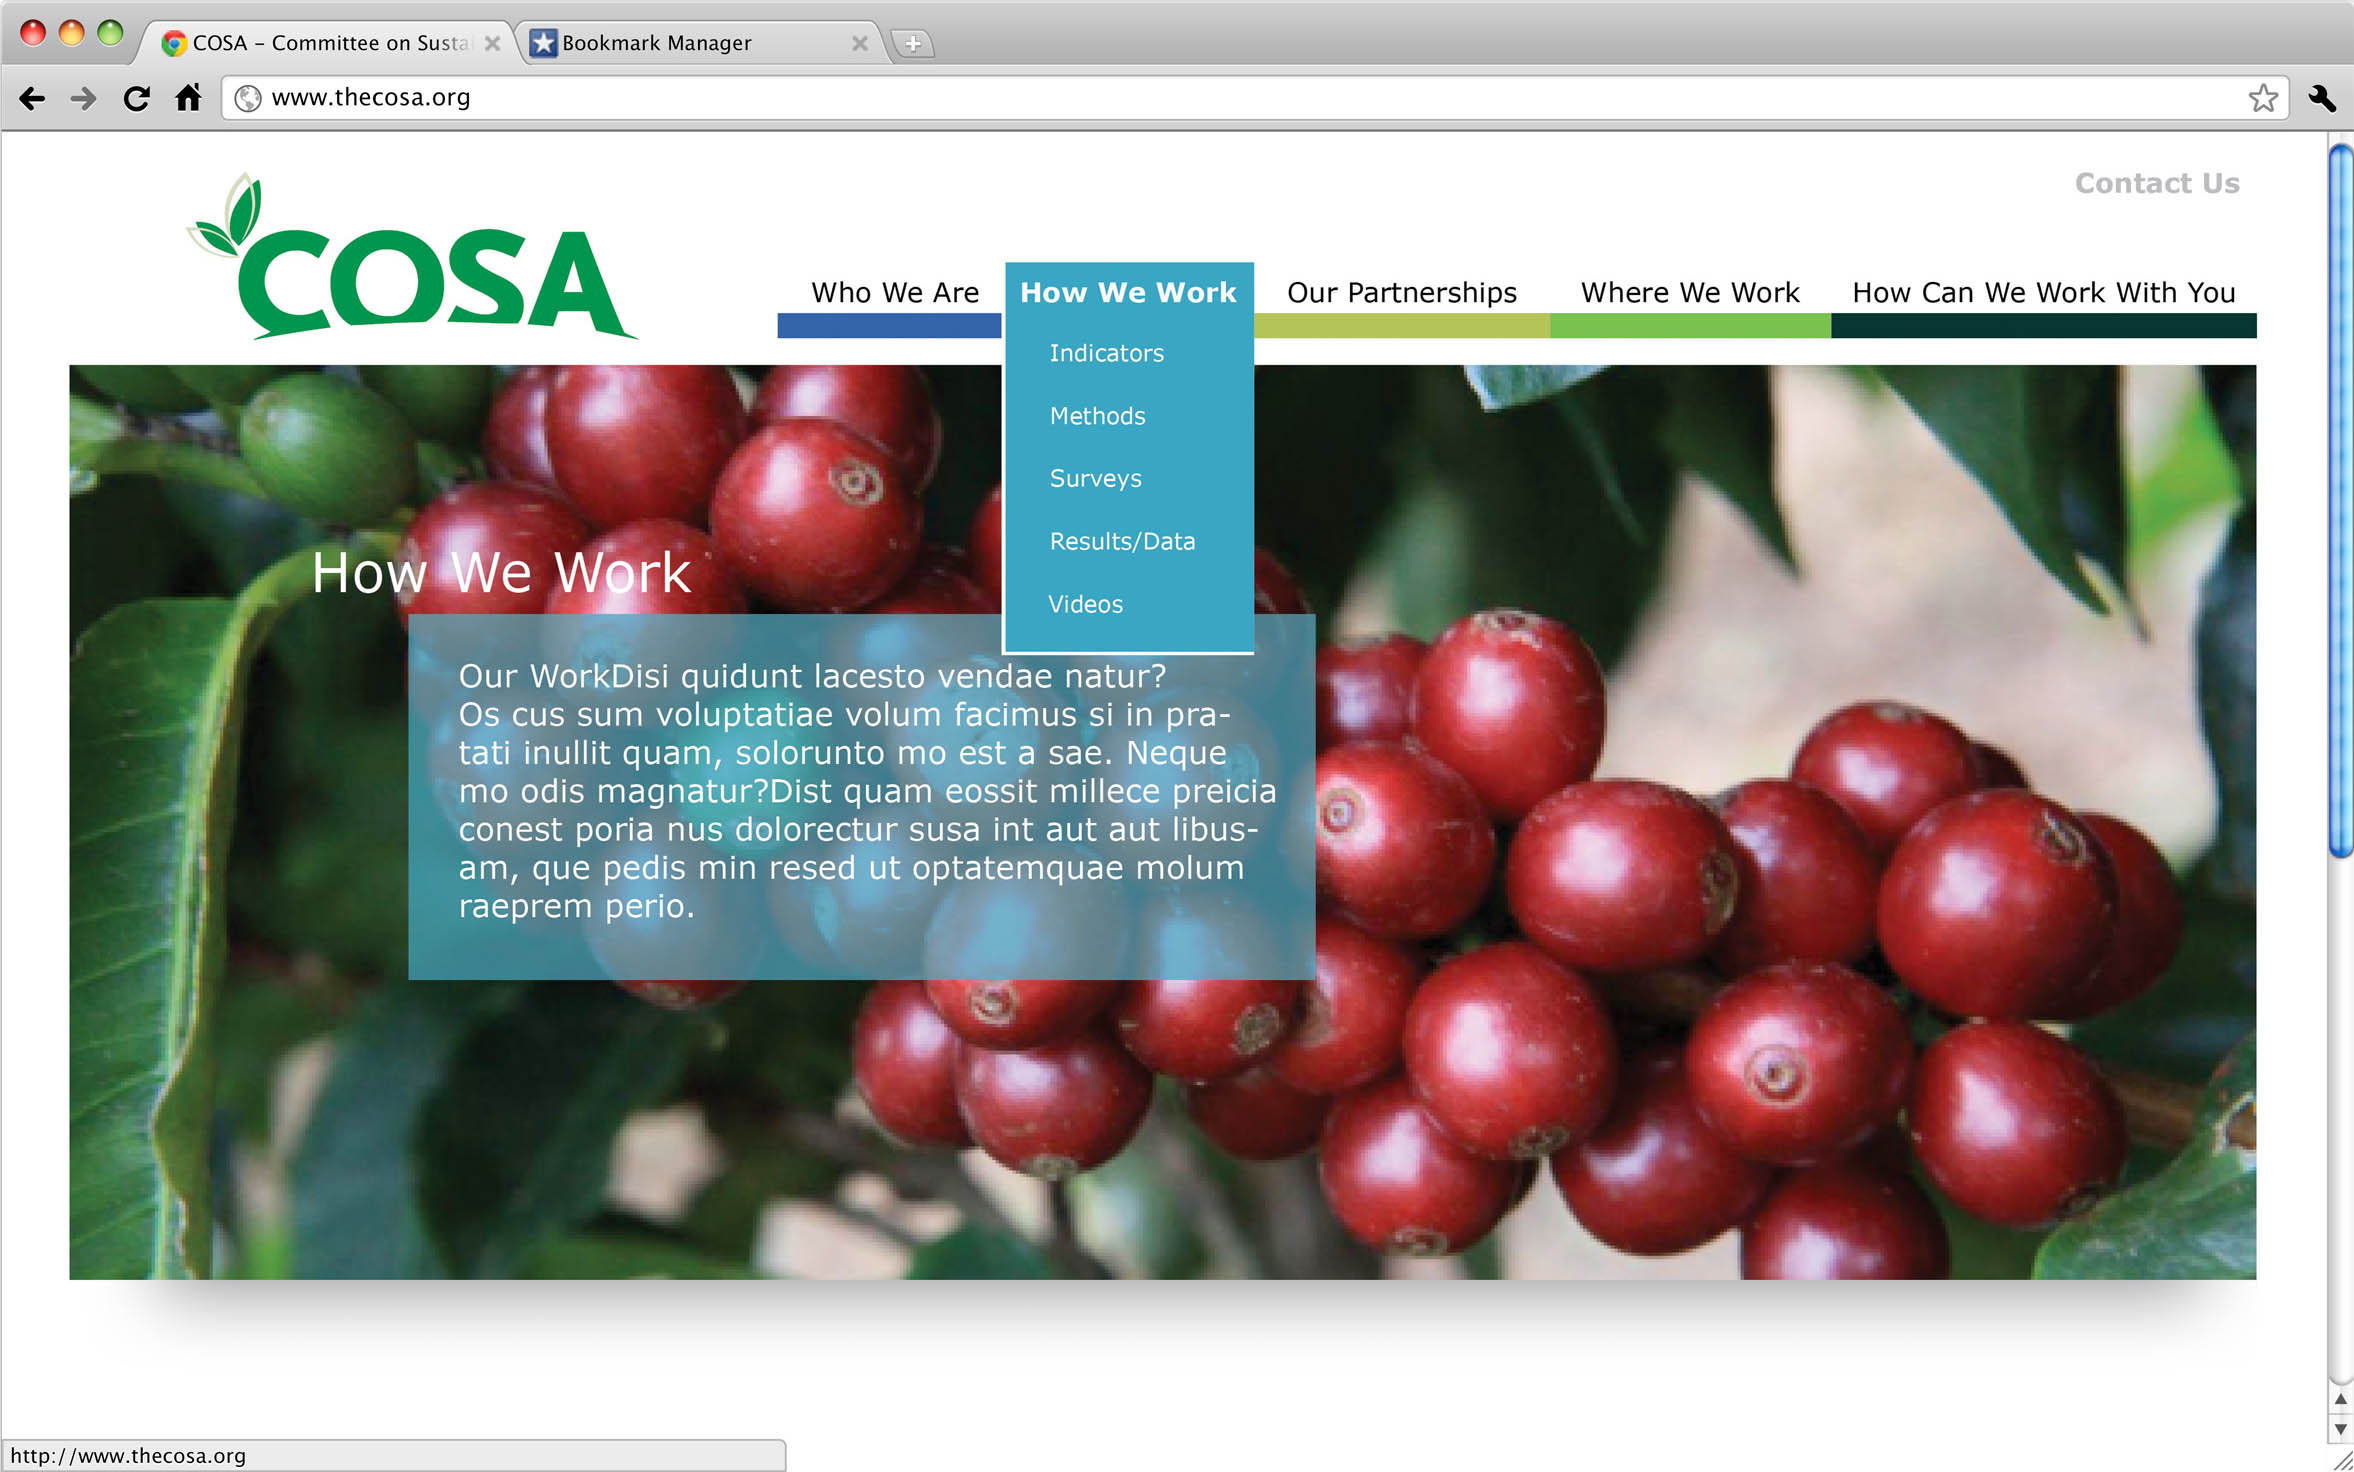 COSA – Committee on Susta
Bookmark Manager
www.thecosa.org
Contact Us
COSA
Who We Are
How We Work
Our Partnerships
Where We Work
How Can We Work With You
Indicators
Methods
Surveys
Results/Data
Videos
How We Work
Our WorkDisi quidunt lacesto vendae natur?
Os cus sum voluptatiae volum facimus si in pra-
tati inullit quam, solorunto mo est a sae. Neque
mo odis magnatur?Dist quam eossit millece preicia
conest poria nus dolorectur susa int aut aut libus-
am, que pedis min resed ut optatemquae molum
raeprem perio.
http://www.thecosa.org